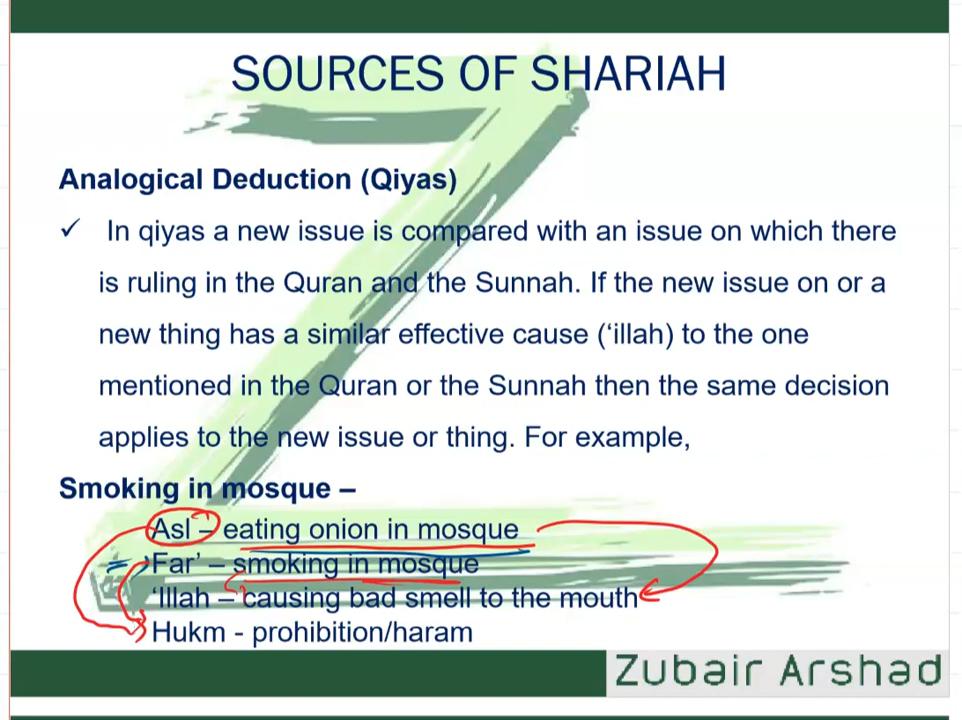 SOURCES OF SHARIAH
Analogical Deduction (Qiyas)
✓ In qiyas a new issue is compared with an issue on which there
is ruling in the Quran and the Sunnah. If the new issue on or a
new thing has a similar effective cause (‘illah) to the one
mentioned in the Quran or the Sunnah then the same decision
applies to the new issue or thing. For example,
Smoking in mosque –
Asl – eating onion in mosque
Far’ – smoking in mosque
‘Illah – causing bad smell to the mouth
Hukm - prohibition/haram
Zubair Arshad